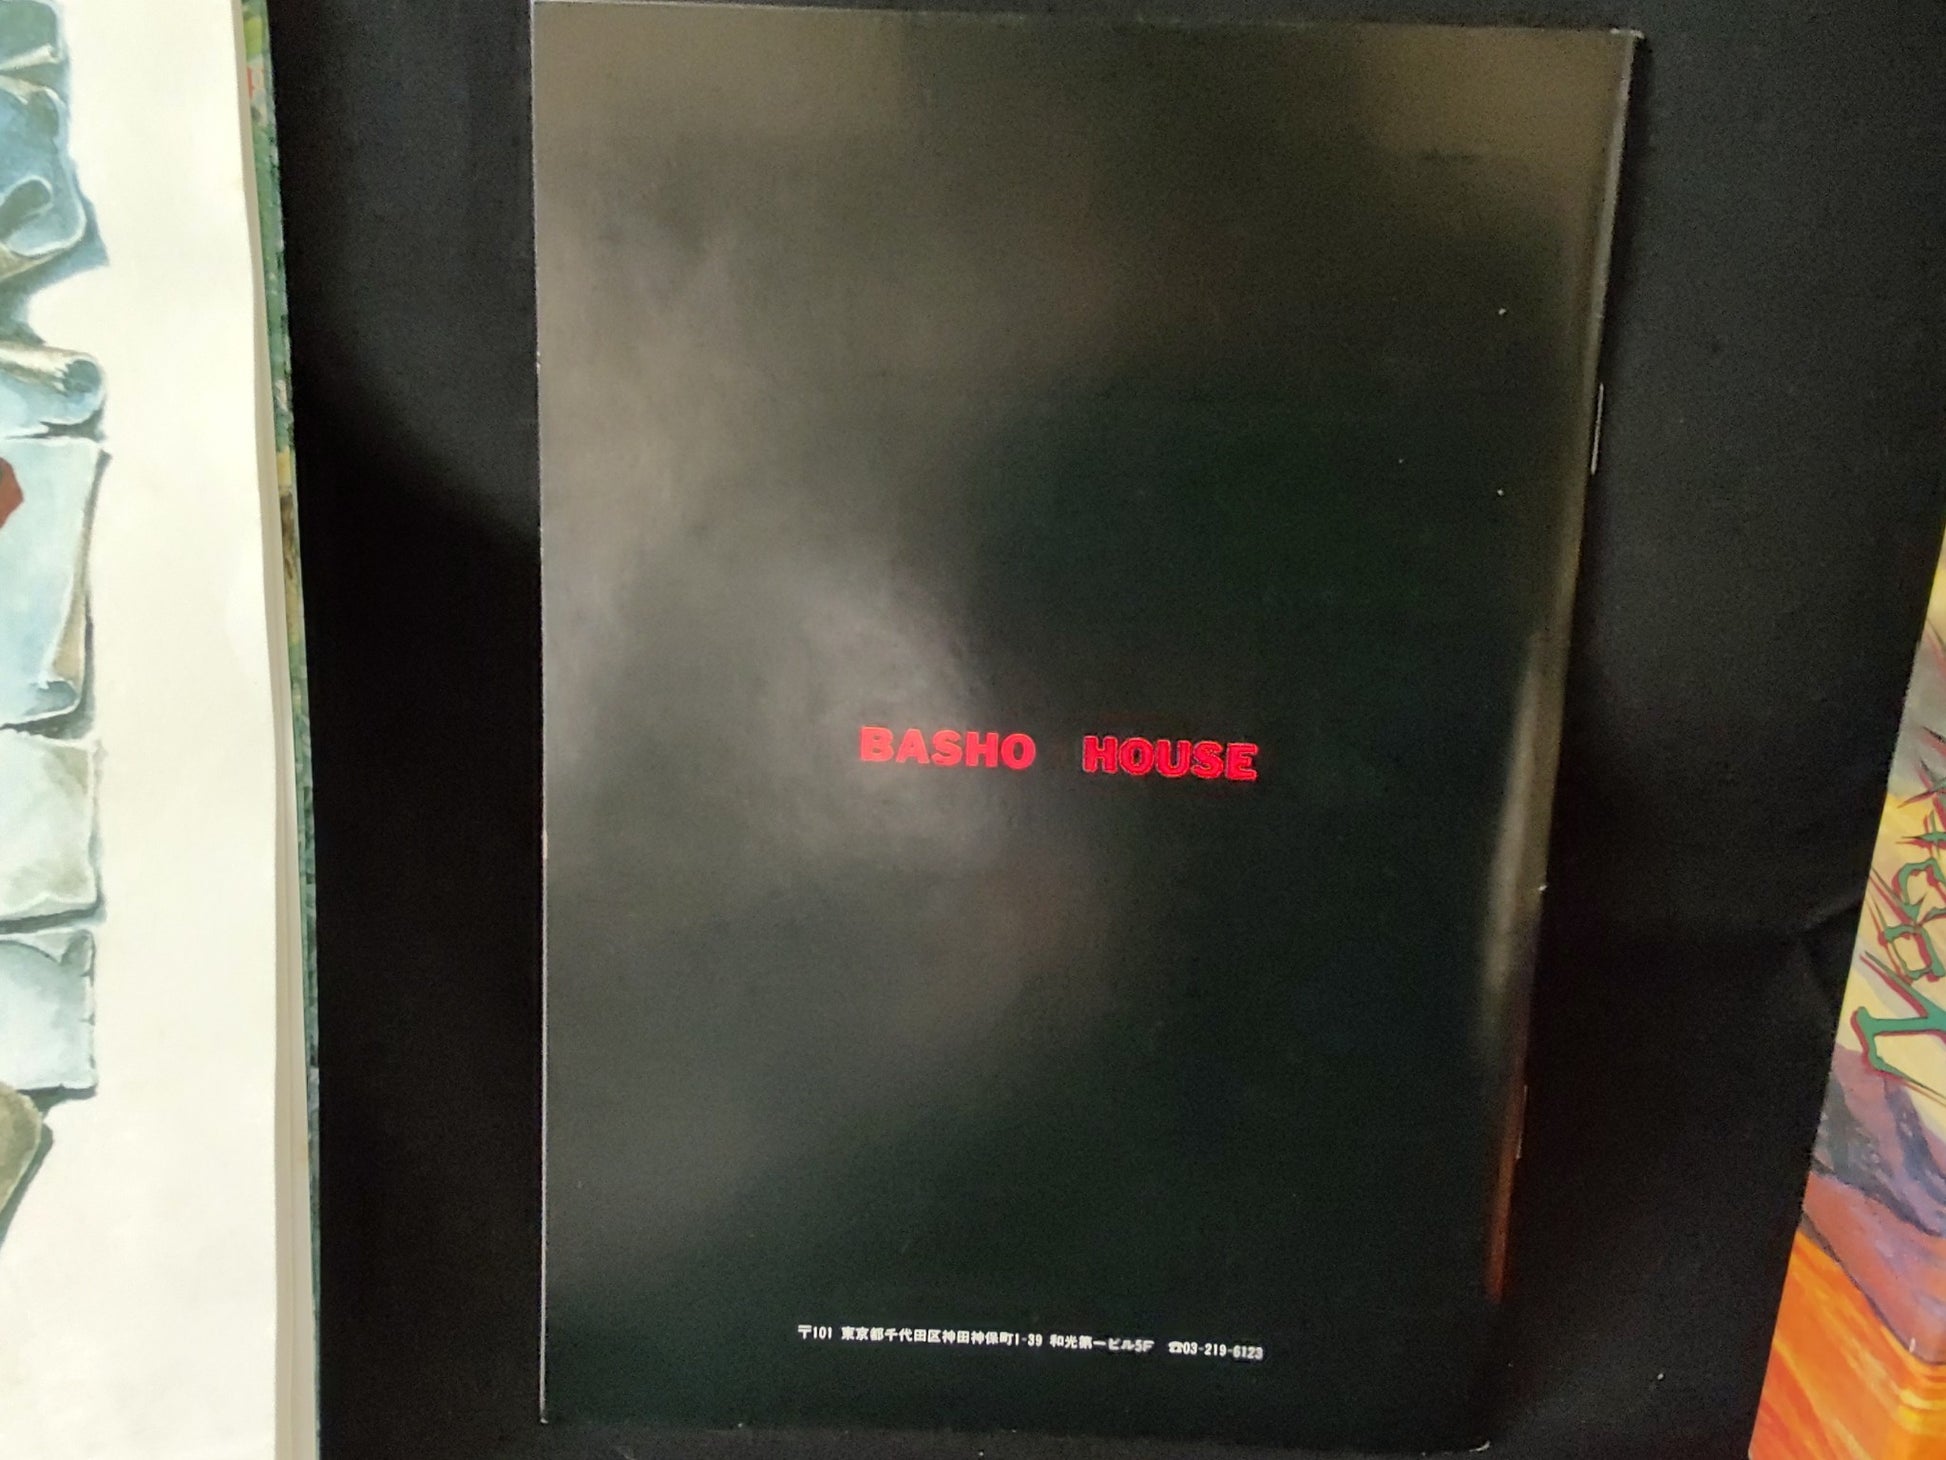 BASHO HOUSE
〒101 東京都千代田区神田神保町1-39 和光第一ビル5F ☎03-219-6123